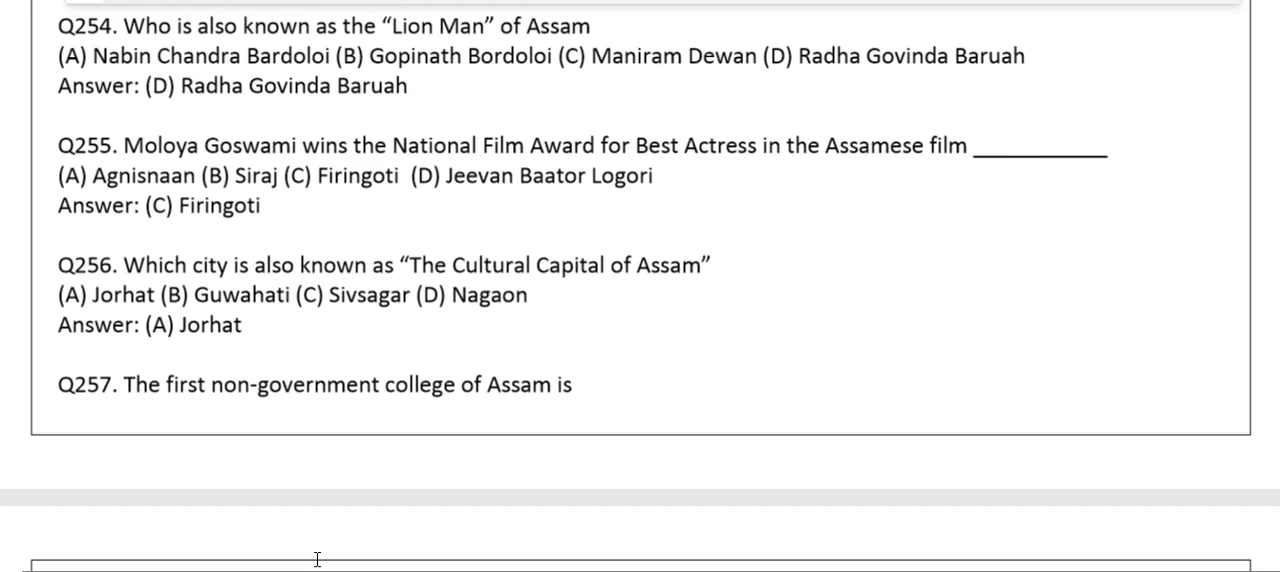 Q254. Who is also known as the “Lion Man” of Assam
(A) Nabin Chandra Bardoloi (B) Gopinath Bordoloi (C) Maniram Dewan (D) Radha Govinda Baruah
Answer: (D) Radha Govinda Baruah
Q255. Moloya Goswami wins the National Film Award for Best Actress in the Assamese film ____________
(A) Agnisnaan (B) Siraj (C) Firingoti (D) Jeevan Baator Logori
Answer: (C) Firingoti
Q256. Which city is also known as “The Cultural Capital of Assam”
(A) Jorhat (B) Guwahati (C) Sivsagar (D) Nagaon
Answer: (A) Jorhat
Q257. The first non-government college of Assam is